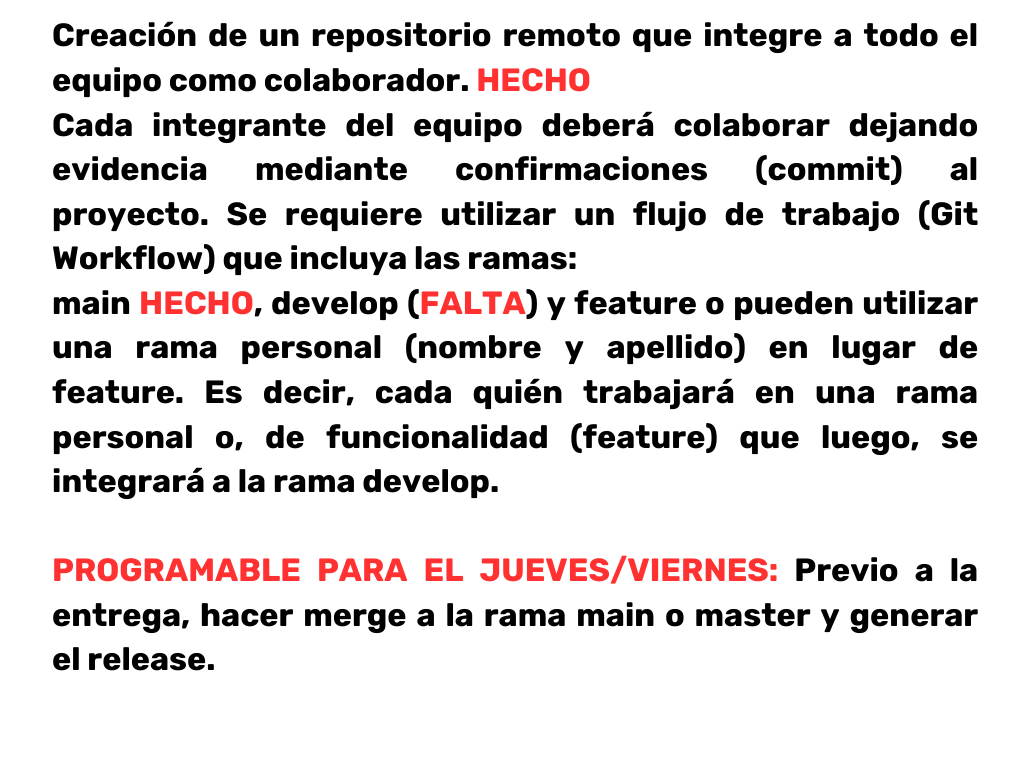 Creación de un repositorio remoto que integre a todo el
equipo como colaborador. HECHO
Cada integrante del equipo deberá colaborar dejando
evidencia mediante confirmaciones (commit) al
proyecto. Se requiere utilizar un flujo de trabajo (Git
Workflow) que incluya las ramas:
main HECHO, develop (FALTA) y feature o pueden utilizar
una rama personal (nombre y apellido) en lugar de
feature. Es decir, cada quién trabajará en una rama
personal o, de funcionalidad (feature) que luego, se
integrará a la rama develop.
PROGRAMABLE PARA EL JUEVES/VIERNES: Previo a la
entrega, hacer merge a la rama main o master y generar
el release.